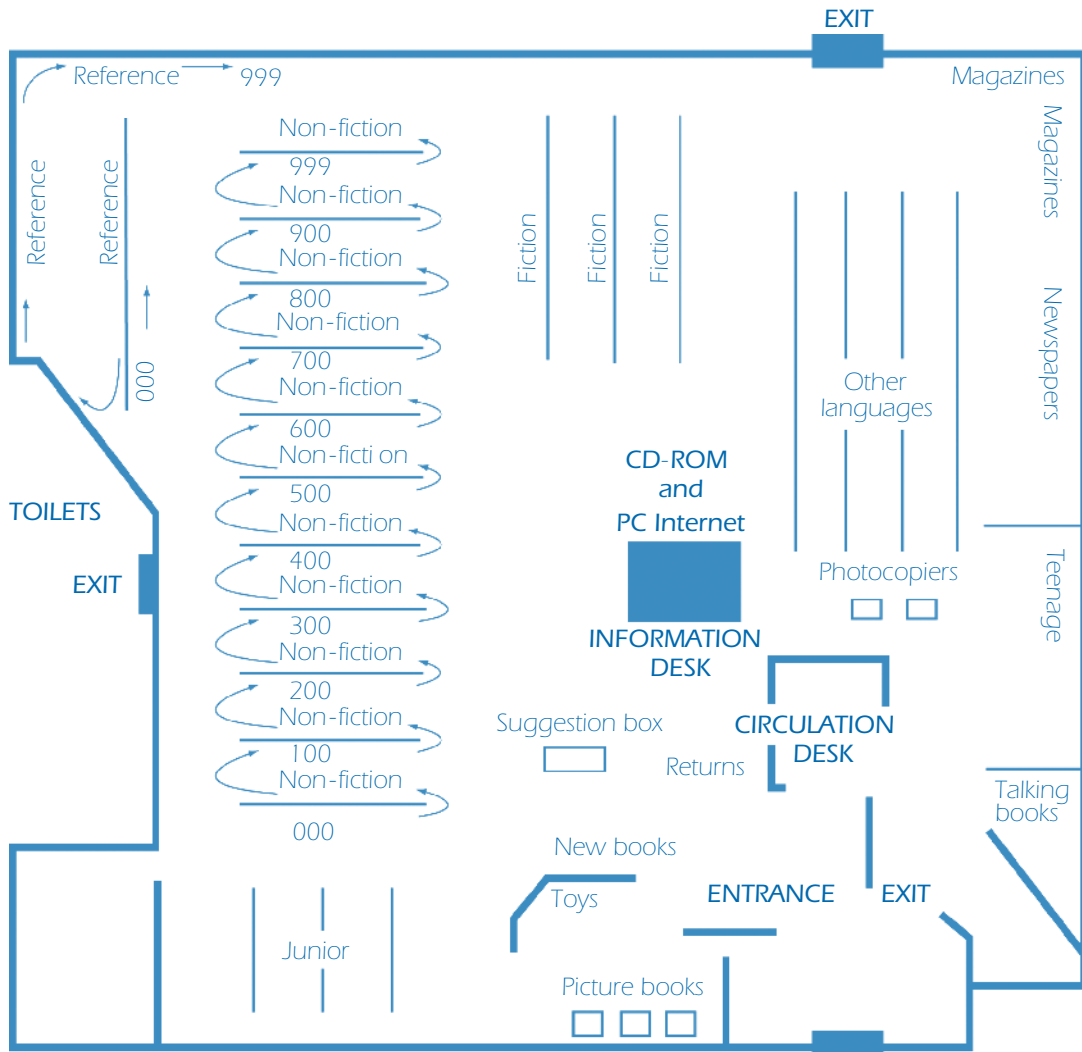 EXIT
Reference
999
Magazines
Magazines
Reference
Reference
000
Non-fiction
999
Non-fiction
900
Non-fiction
800
Non-fiction
700
Non-fiction
600
Non-ficti on
500
Non-fiction
400
Non-fiction
300
Non-fiction
200
Non-fiction
100
Non-fiction
000
Fiction
Fiction
Fiction
Other
languages
Newspapers
CD-ROM
and
PC Internet
INFORMATION
DESK
TOILETS
EXIT
Photocopiers
Teenage
Suggestion box
Returns
CIRCULATION
DESK
Talking
books
New books
Toys
ENTRANCE
EXIT
Junior
Picture books